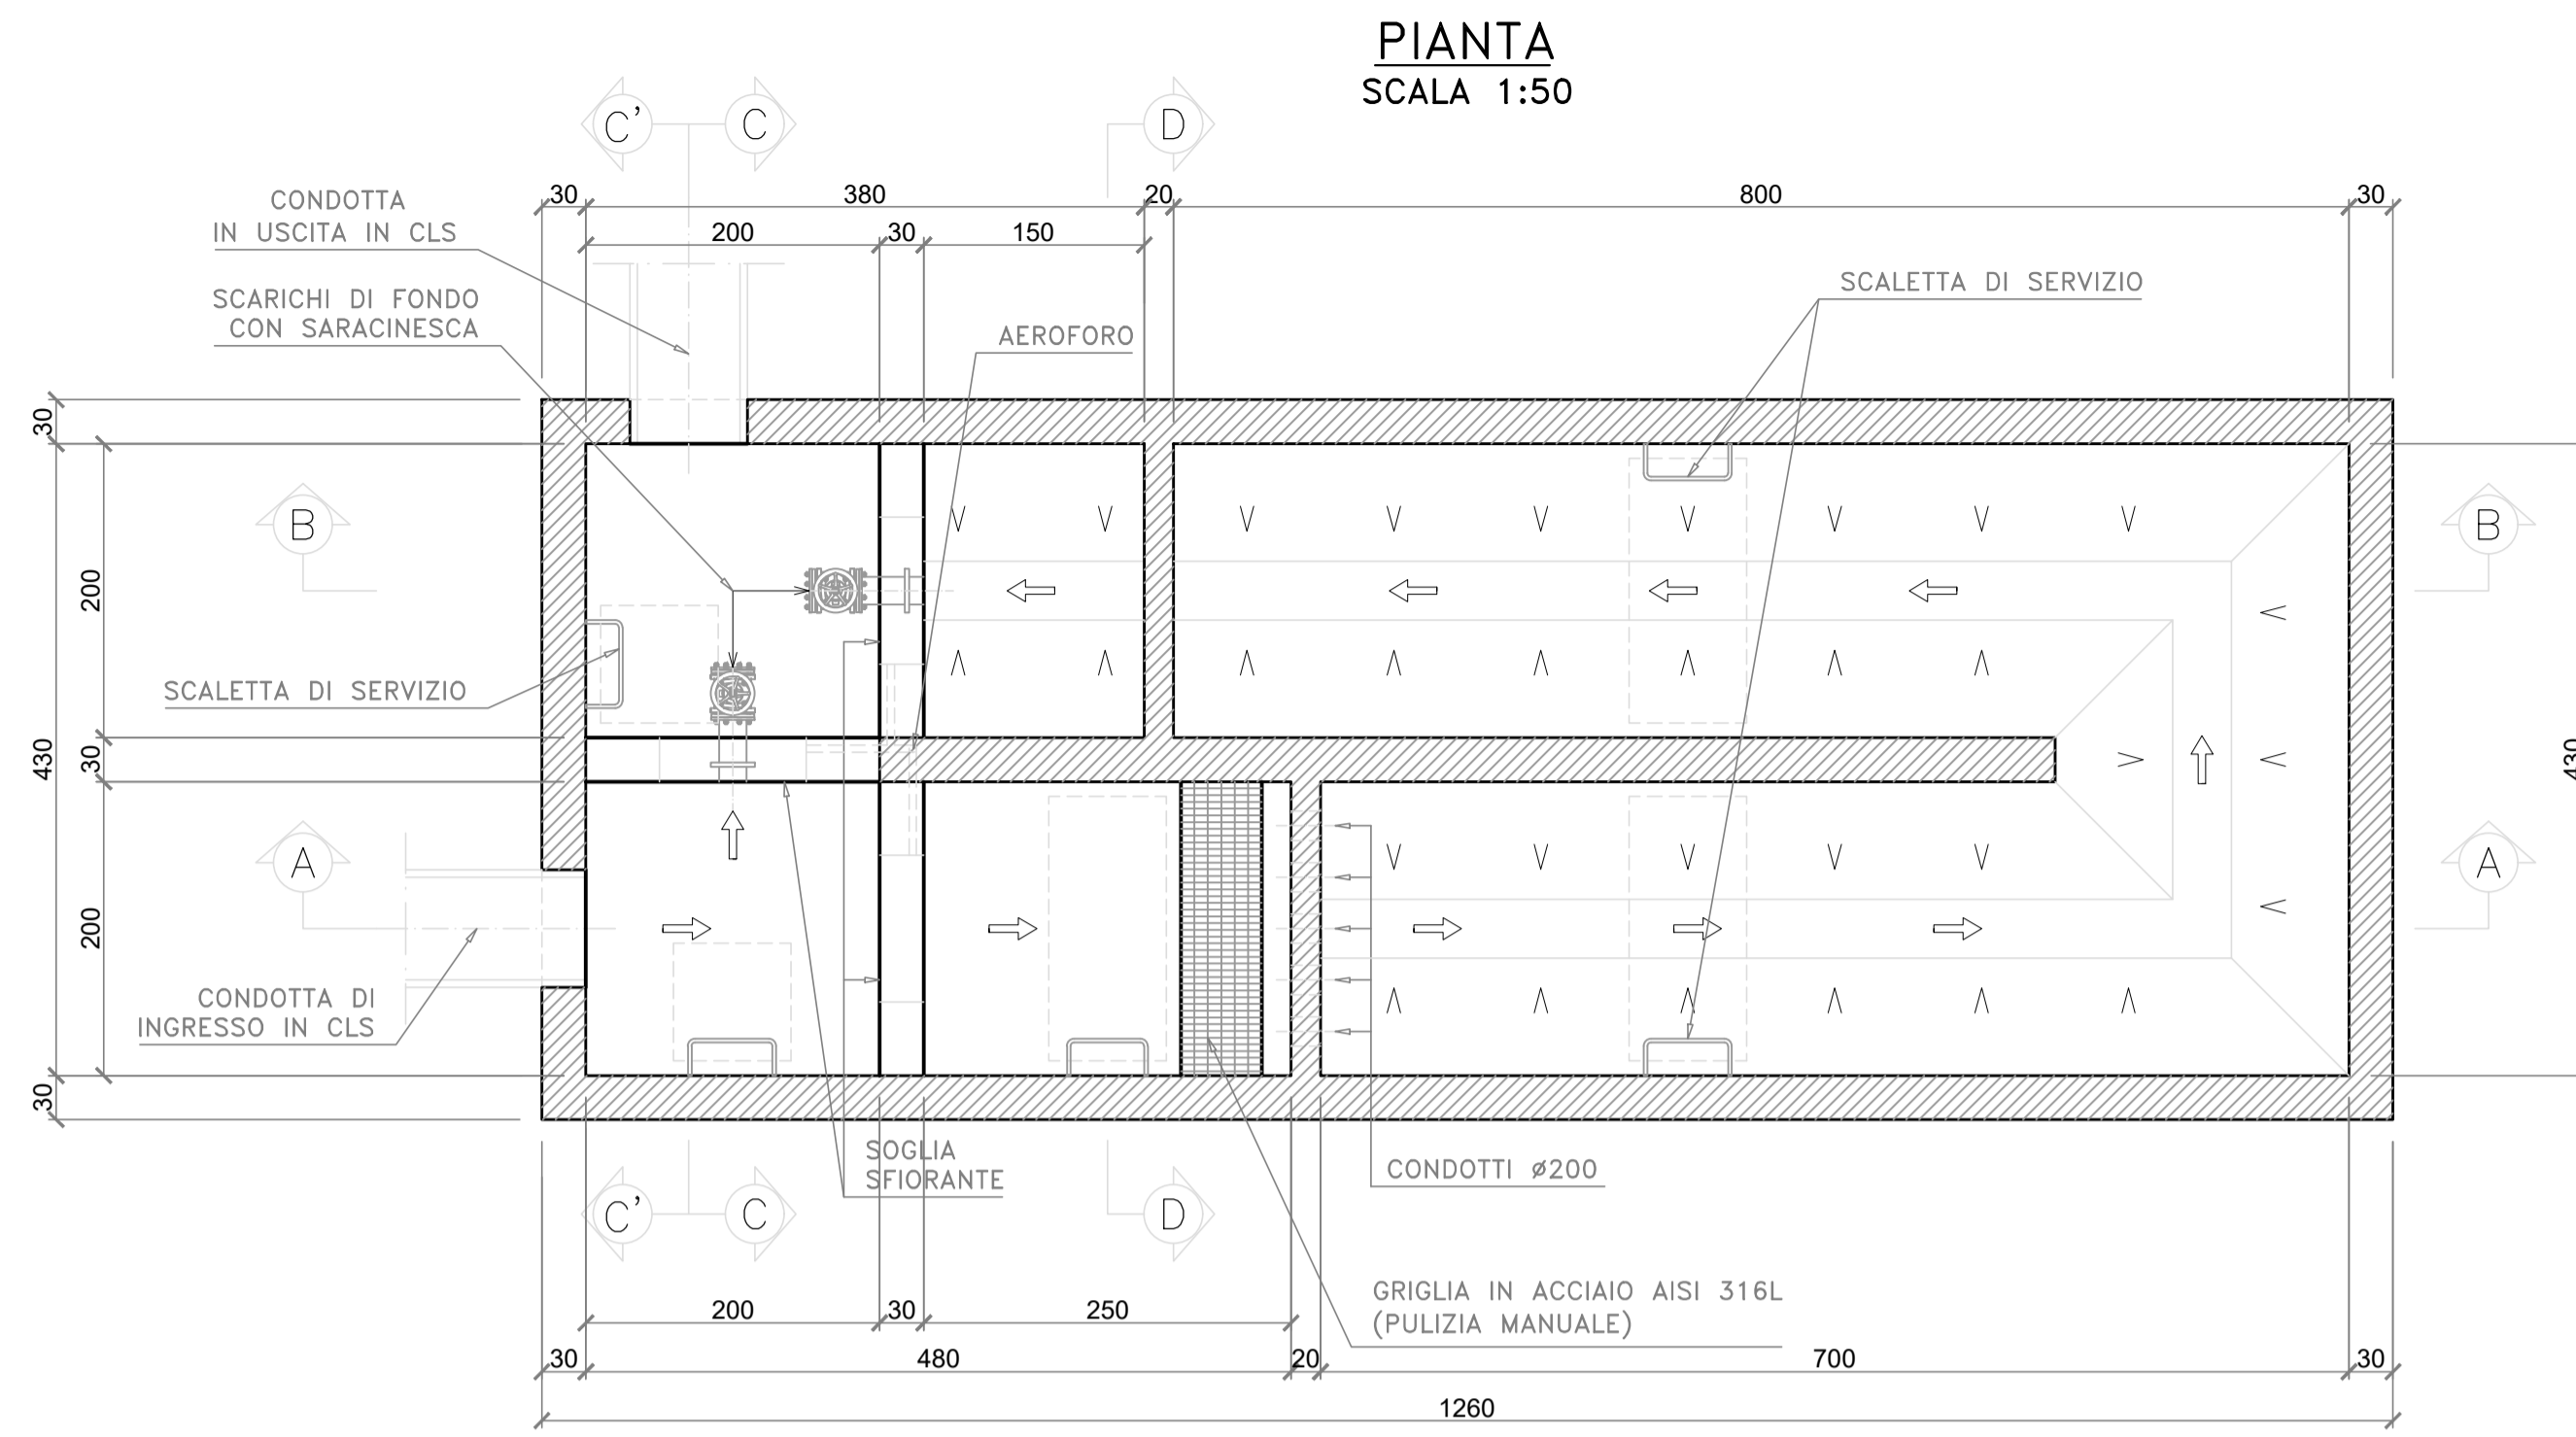 PIANTA
SCALA 1:50
C'
C
D
30
380
20
800
30
200
30
150
CONDOTTA
IN USCITA IN CLS
SCARICHI DI FONDO
CON SARACINESCA
AEROFORO
SCALETTA DI SERVIZIO
30
200
430
30
200
30
B
B
SCALETTA DI SERVIZIO
430
A
A
CONDOTTA DI
INGRESSO IN CLS
SOGLIA
SFIORANTE
CONDOTTI ø200
C'
C
D
GRIGLIA IN ACCIAIO AISI 316L
(PULIZIA MANUALE)
200
30
250
30
480
20
700
30
1260